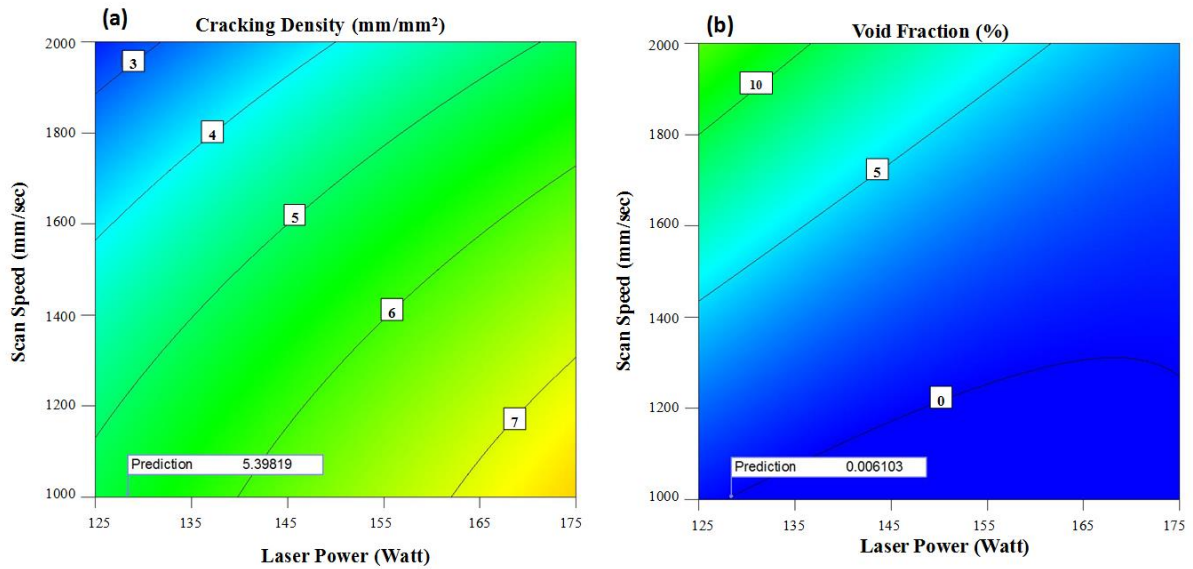 (a)
Cracking Density (mm/mm²)
2000
1800
1600
1400
1200
1000
Scan Speed (mm/sec)
3
4
5
6
7
Prediction 5.39819
125 135 145 155 165 175
Laser Power (Watt)
(b)
Void Fraction (%)
2000
1800
1600
1400
1200
1000
Scan Speed (mm/sec)
10
5
0
Prediction 0.006103
125 135 145 155 165 175
Laser Power (Watt)